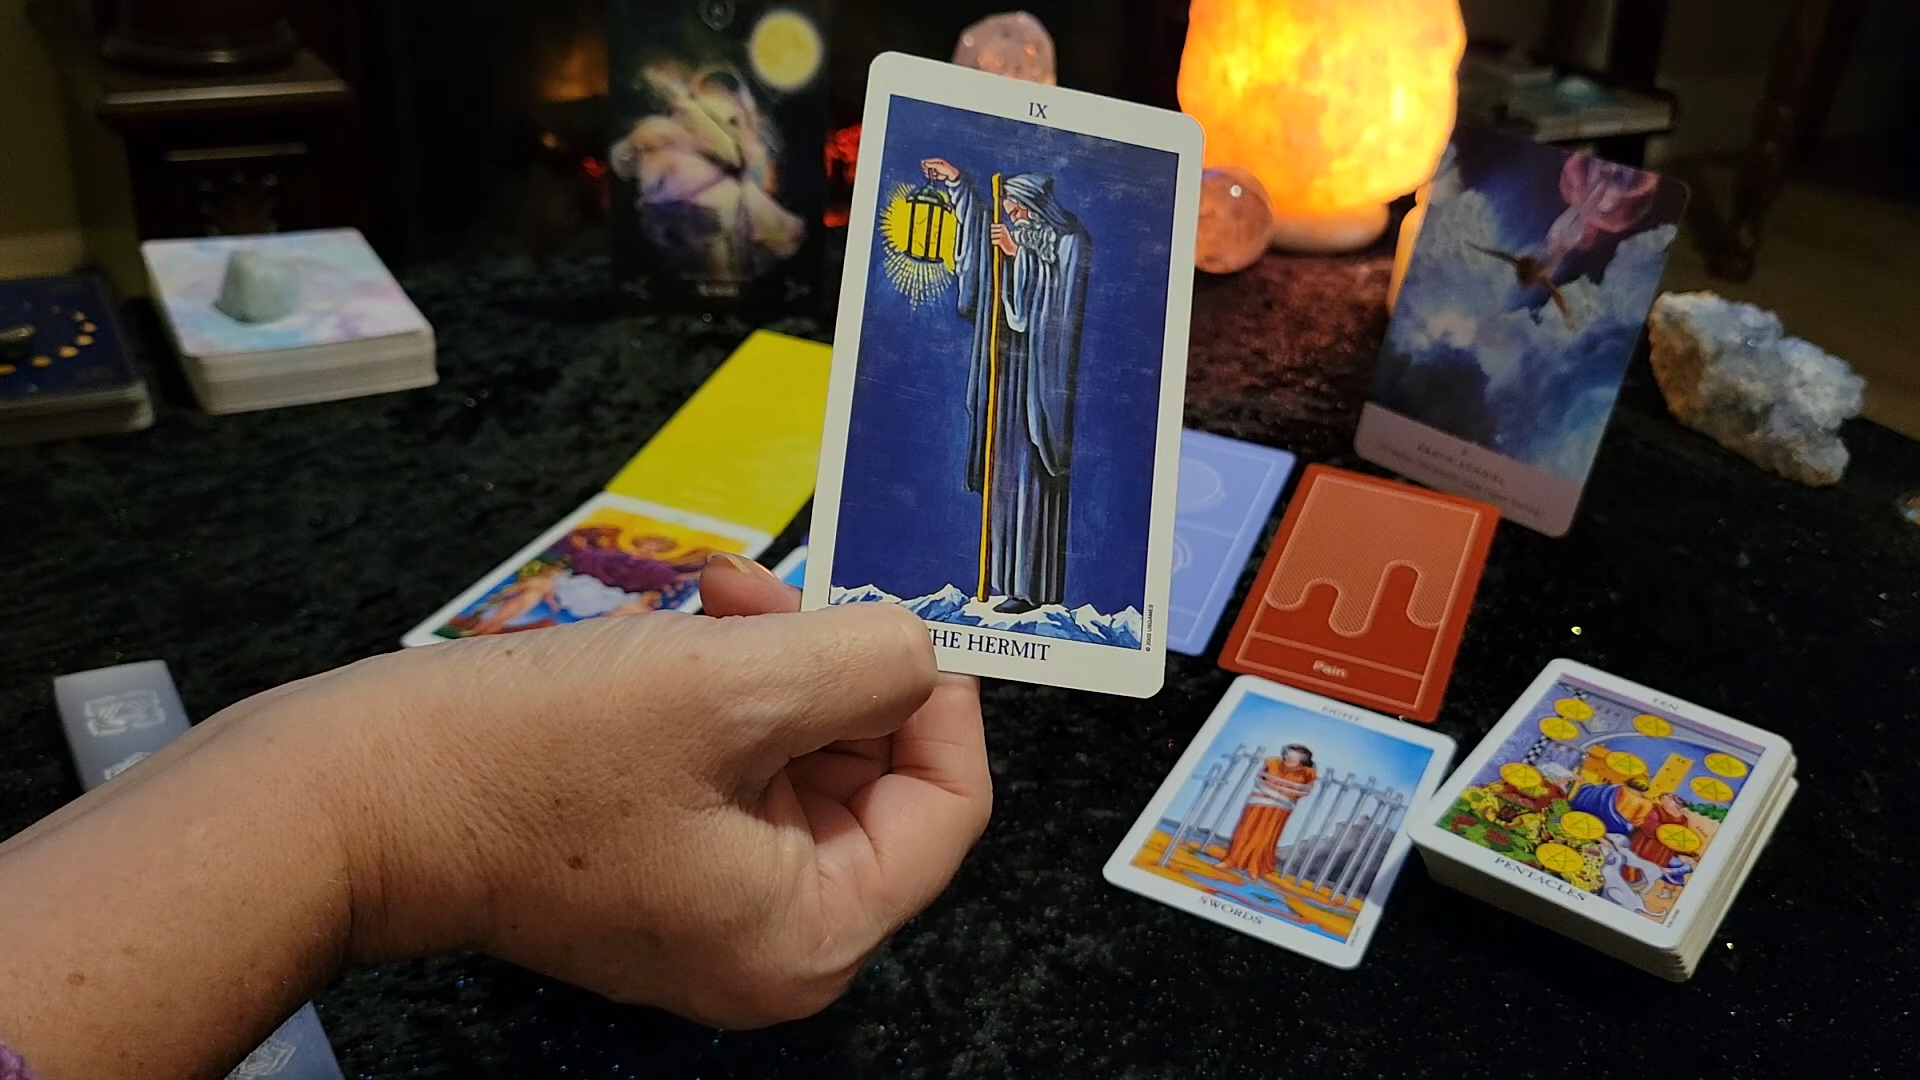 IX
THE HERMIT
Pain
EIGHT
SWORDS
TEN
PENTACLES